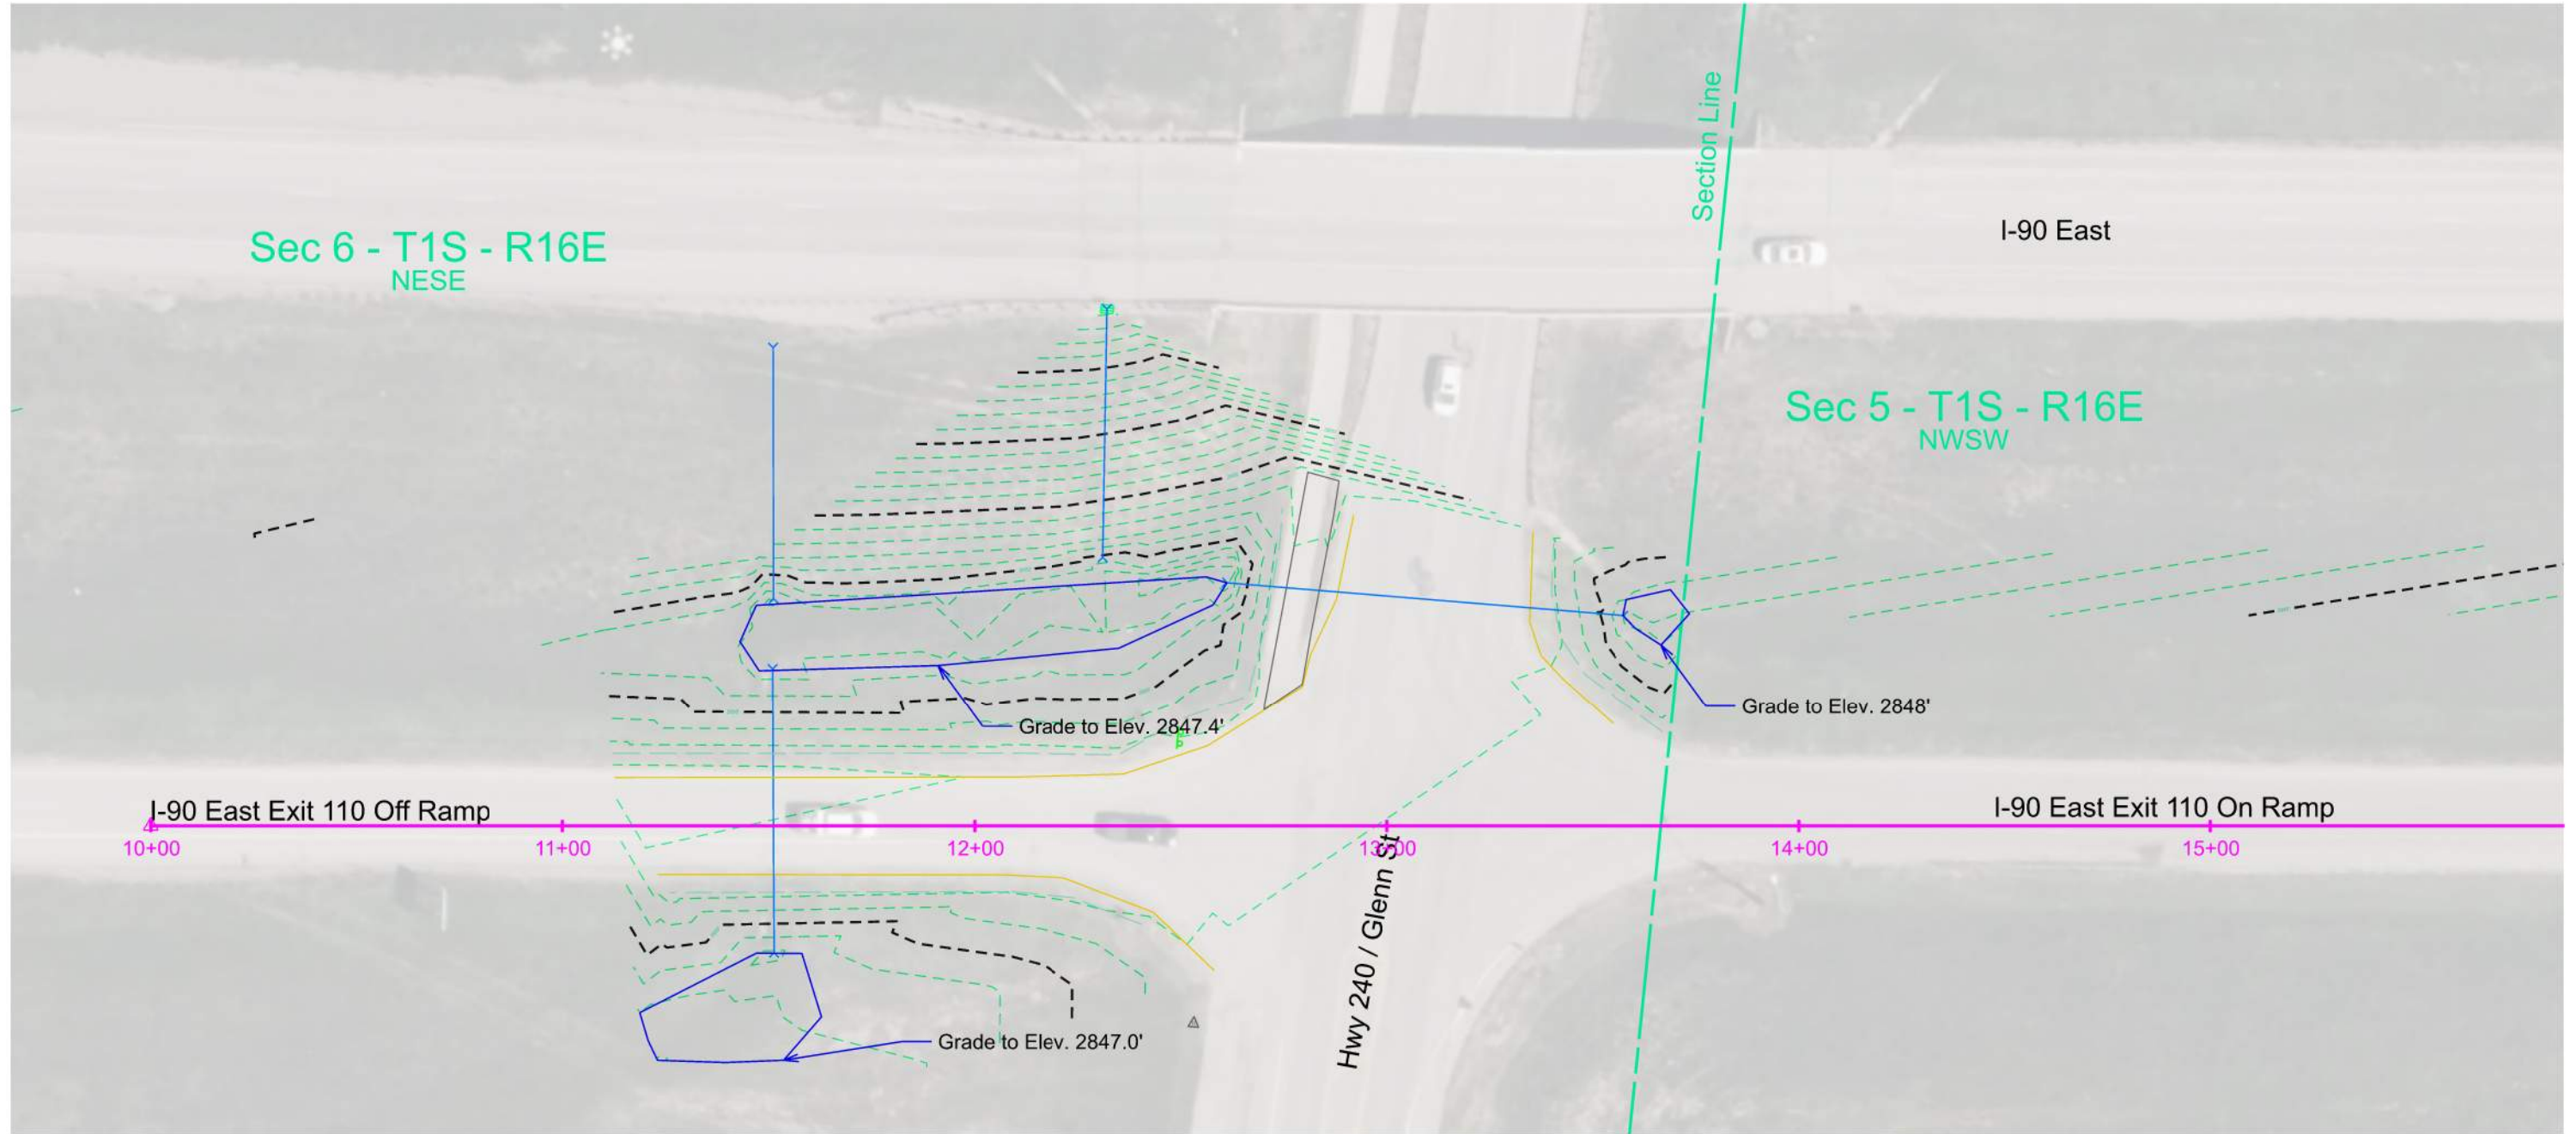 Section Line
I-90 East
Sec 6 - T1S - R16E
NESE
Sec 5 - T1S - R16E
NWSW
Grade to Elev. 2848'
Grade to Elev. 2847.4'
I-90 East Exit 110 Off Ramp
I-90 East Exit 110 On Ramp
10+00
11+00
12+00
13+00
14+00
15+00
Hwy 240 / Glenn St
Grade to Elev. 2847.0'